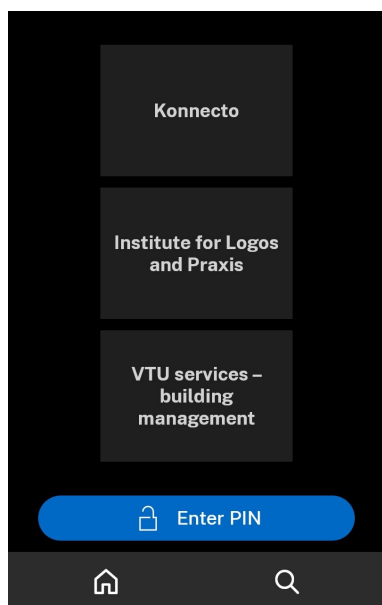 Konnecto
Institute for Logos
and Praxis
VTU services –
building
management
Enter PIN